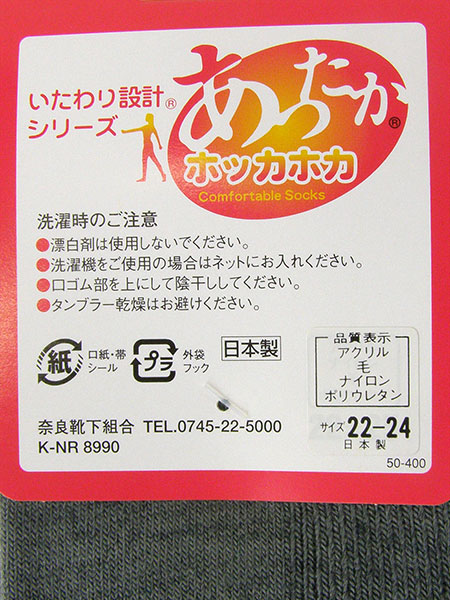 いたわり設計®
シリーズ
あったか®
ホッカホカ
Comfortable Socks
洗濯時のご注意
●漂白剤は使用しないでください。
●洗濯機をご使用の場合はネットにお入れください。
●口ゴム部を上にして陰干ししてください。
●タンブラー乾燥はお避けください。
紙
口紙・帯
シール
プラ
外袋
フック
日本製
品質表示
アクリル
毛
ナイロン
ポリウレタン
サイズ 22-24
日本製
奈良靴下組合 TEL.0745-22-5000
K-NR 8990
50-400